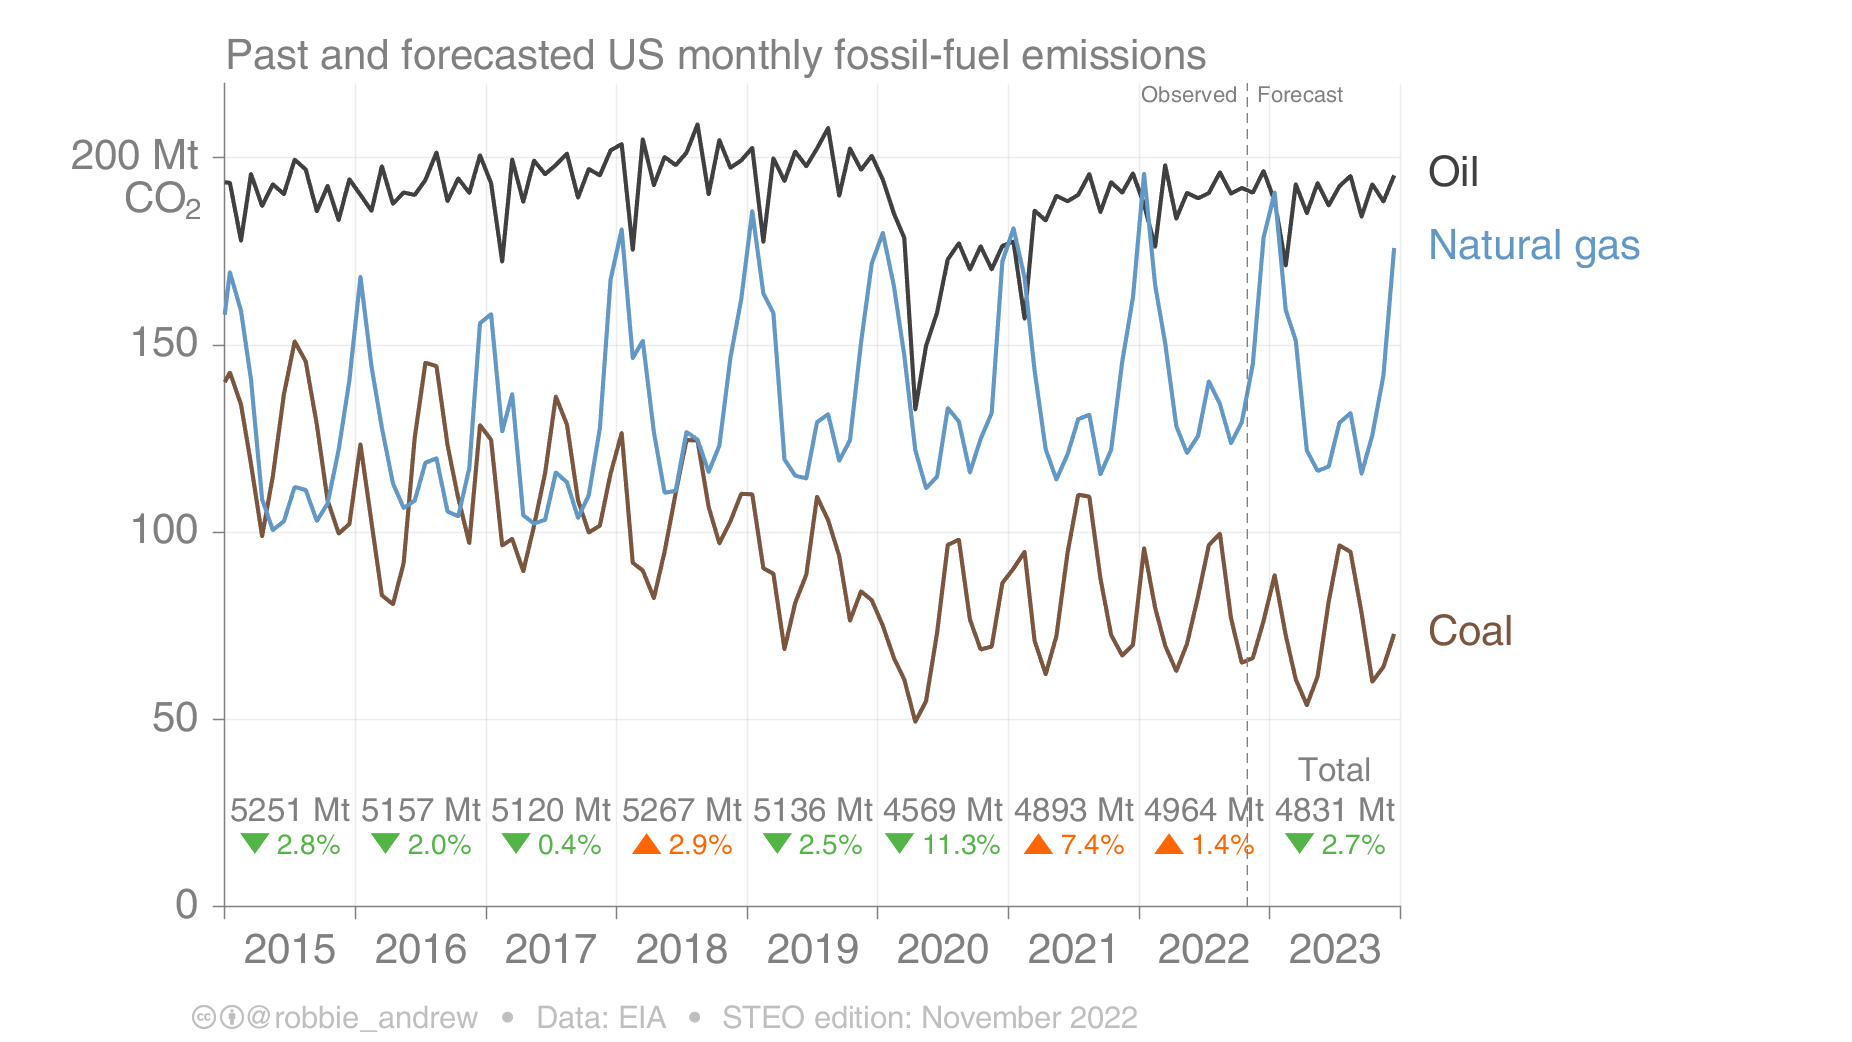 Past and forecasted US monthly fossil-fuel emissions
Observed Forecast
200 Mt
CO₂
150
100
50
0
Oil
Natural gas
Coal
Total
5251 Mt 5157 Mt 5120 Mt 5267 Mt 5136 Mt 4569 Mt 4893 Mt 4964 Mt 4831 Mt
▼ 2.8% ▼ 2.0% ▼ 0.4% ▲ 2.9% ▼ 2.5% ▼ 11.3% ▲ 7.4% ▲ 1.4% ▼ 2.7%
2015 2016 2017 2018 2019 2020 2021 2022 2023
cc @robbie_andrew • Data: EIA • STEO edition: November 2022